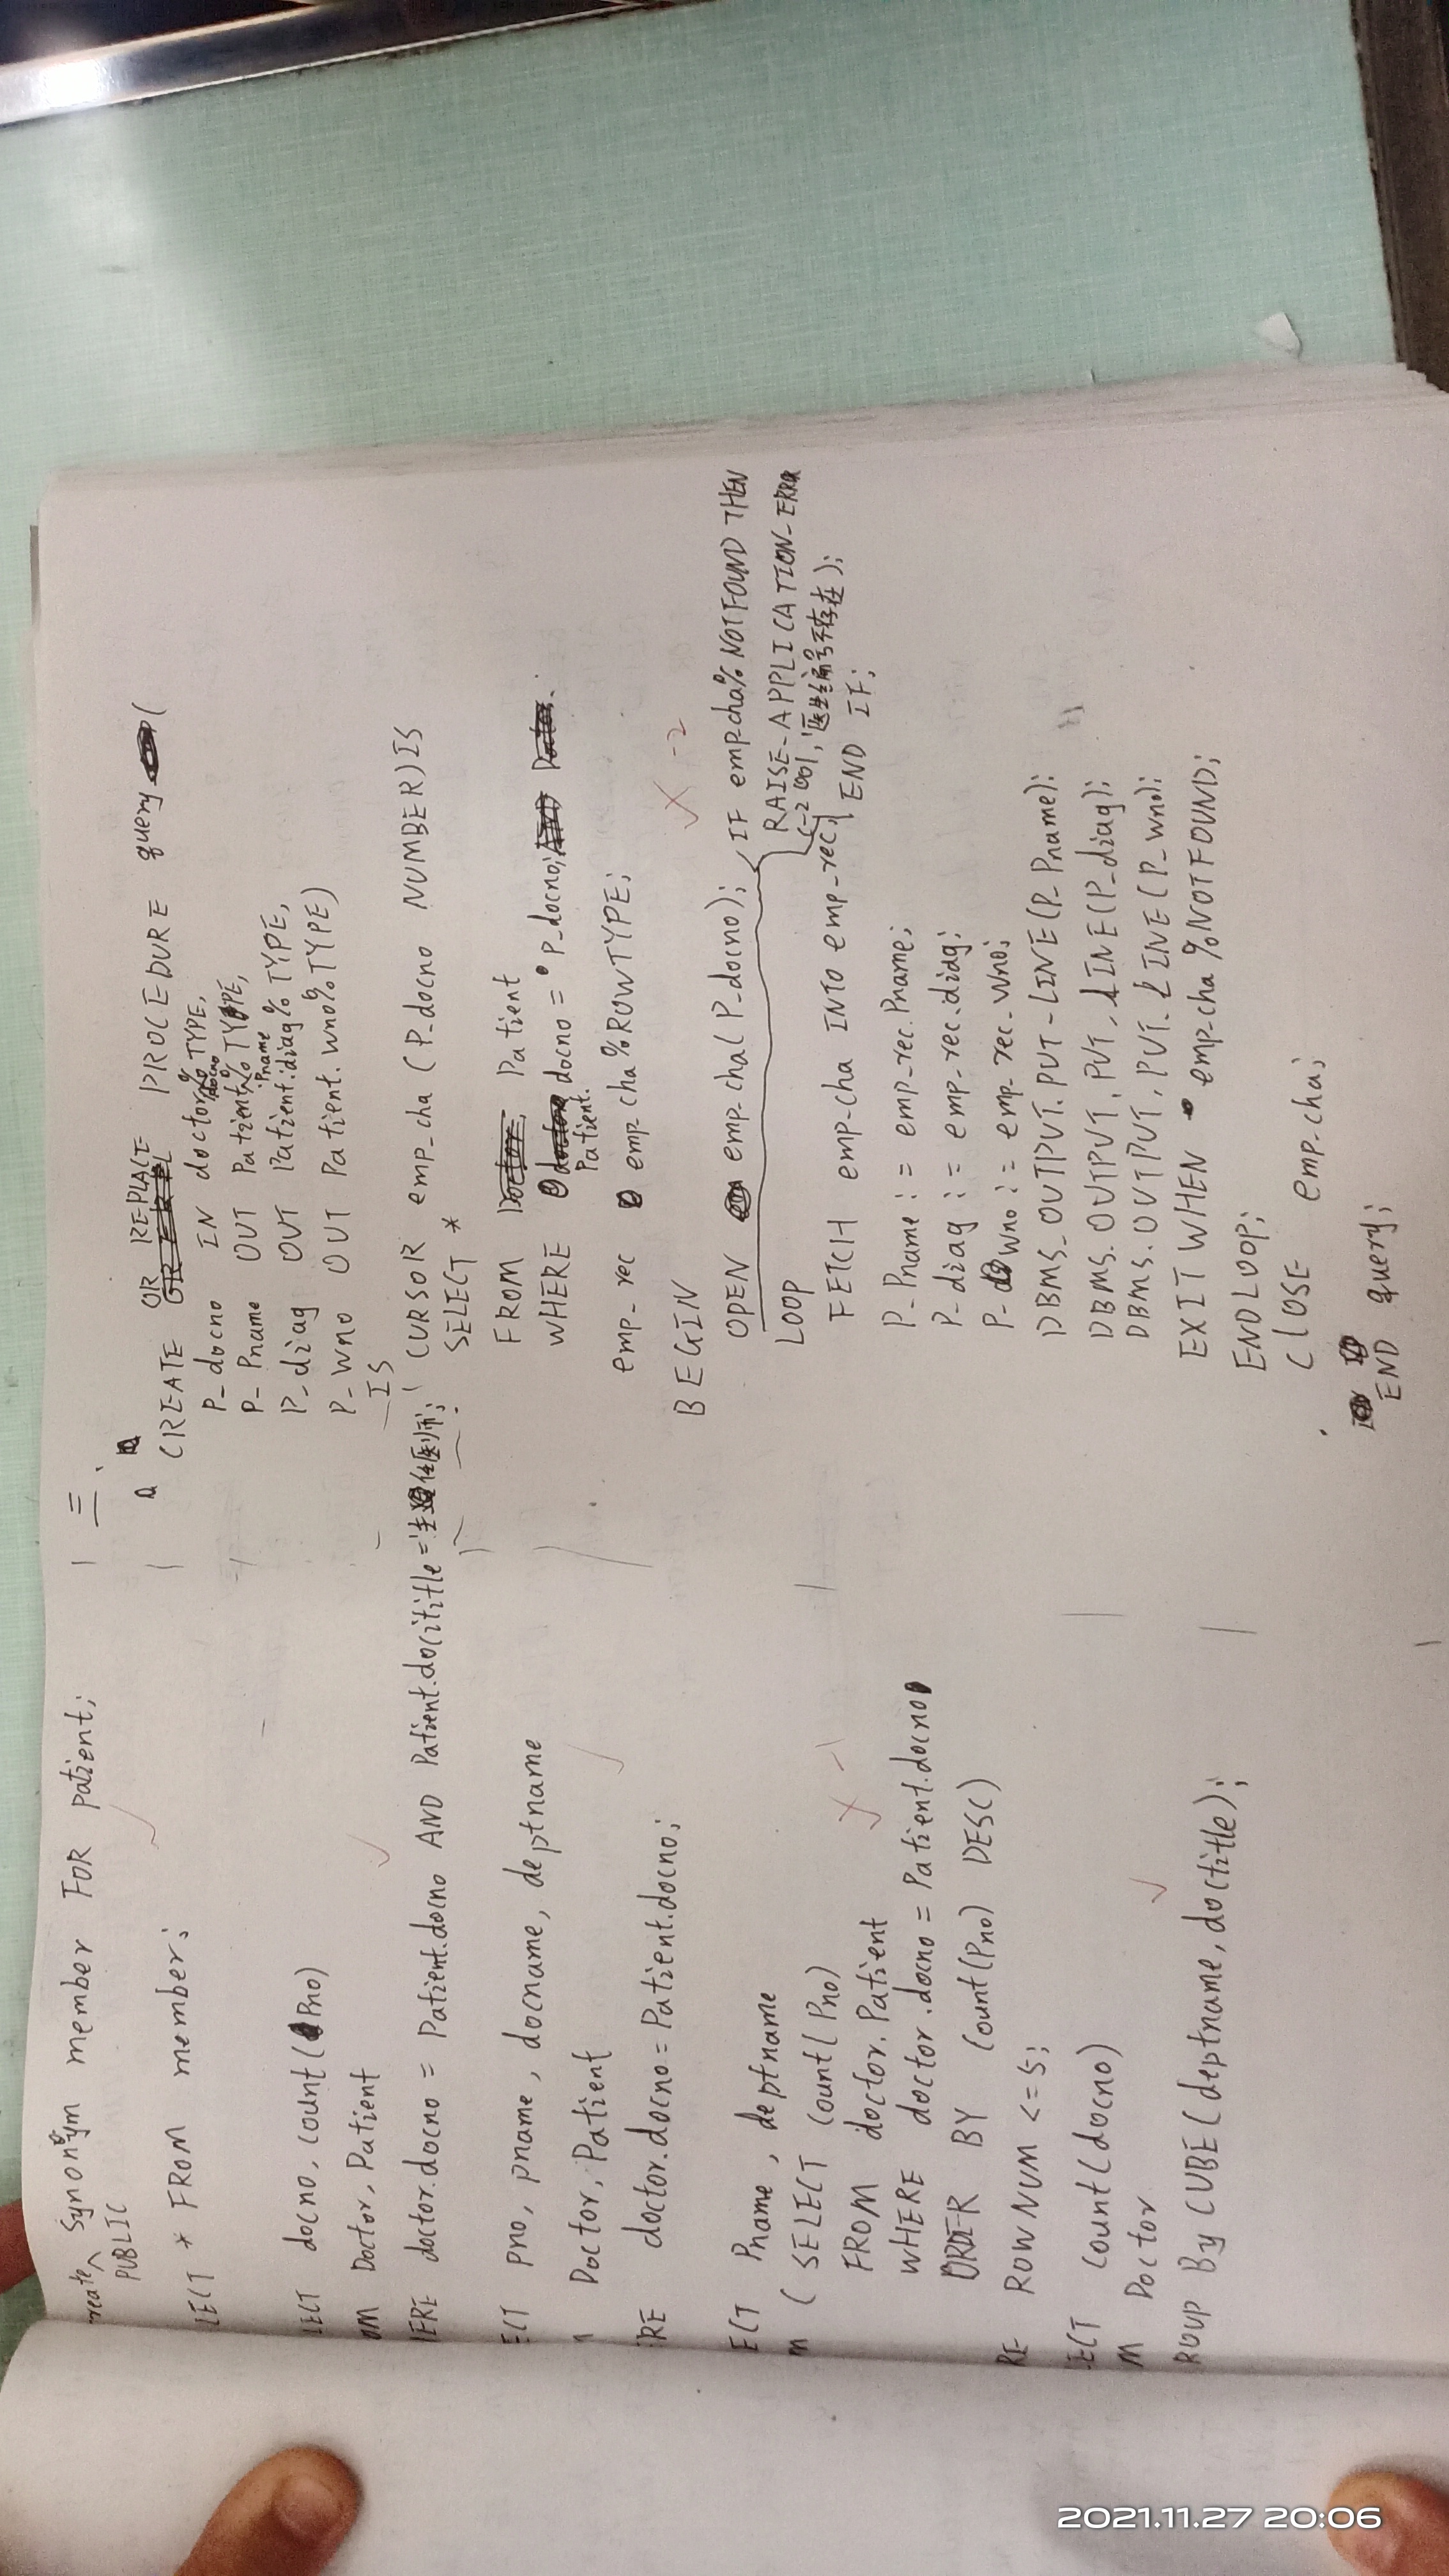 reate PUBLIC Synonym member FOR patient;
LECT * FROM member;
LECT docno, count(Pno)
OM Doctor, Patient
HERE doctor.docno = Patient.docno AND Patient.docititle='主任医师';
ECT pno, pname, docname, deptname
M Doctor, Patient
RE doctor.docno = Patient.docno;
ECT Pname, deptname
M ( SELECT count(Pno)
FROM doctor.Patient
WHERE doctor.docno = Patient.docno
ORDER BY count(Pno) DESC)
RE ROWNUM <=5;
LECT count(docno)
M Doctor
ROUP By CUBE(deptname, doctitle);
× -1
三、
CREATE OR REPLACE PROCEDURE query (
P_docno IN doctor.docno%TYPE,
P_Pname OUT Patient.Pname%TYPE,
P_diag OUT Patient.diag%TYPE,
P_wno OUT Patient.wno%TYPE)
IS
CURSOR emp_cha (P_docno NUMBER)IS
SELECT *
FROM Patient
WHERE Patient.docno = P_docno;
emp_rec emp_cha%ROWTYPE;
BEGIN
× -2
OPEN emp_cha(P_docno);
IF emp_cha%NOTFOUND THEN
RAISE_APPLICATION_ERROR
(-2001,'医生编号不存在);
END IF;
LOOP
FETCH emp_cha INTO emp_rec;
P_Pname := emp_rec.Pname;
P_diag := emp_rec.diag;
P_wno := emp_rec.wno;
DBMS_OUTPUT.PUT-LINE(P_Pname);
DBMS.OUTPUT.PUT_LINE(P_diag);
DBMS.OUTPUT.PUT_LINE(P_wno);
EXIT WHEN emp_cha%NOTFOUND;
END LOOP;
CLOSE emp_cha;
END query;
2021.11.27 20:06